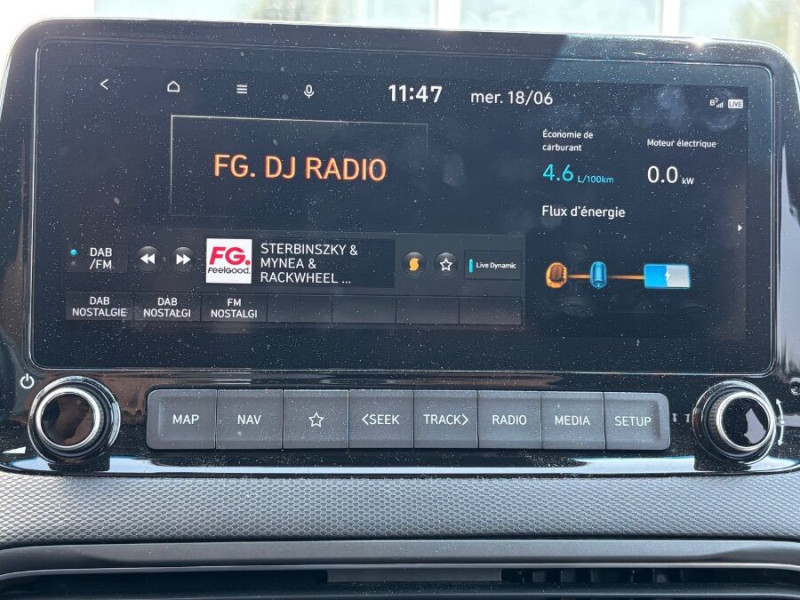 11:47
mer. 18/06
LIVE
FG. DJ RADIO
Économie de
carburant
4.6 L/100km
Moteur électrique
0.0 kW
Flux d'énergie
DAB
/FM
FG.
Feelgood.
STERBINSZKY &
MYNEA &
RACKWHEEL ...
Live Dynamic
DAB
NOSTALGIE
DAB
NOSTALGI
FM
NOSTALGI
MAP
NAV
<SEEK
TRACK>
RADIO
MEDIA
SETUP